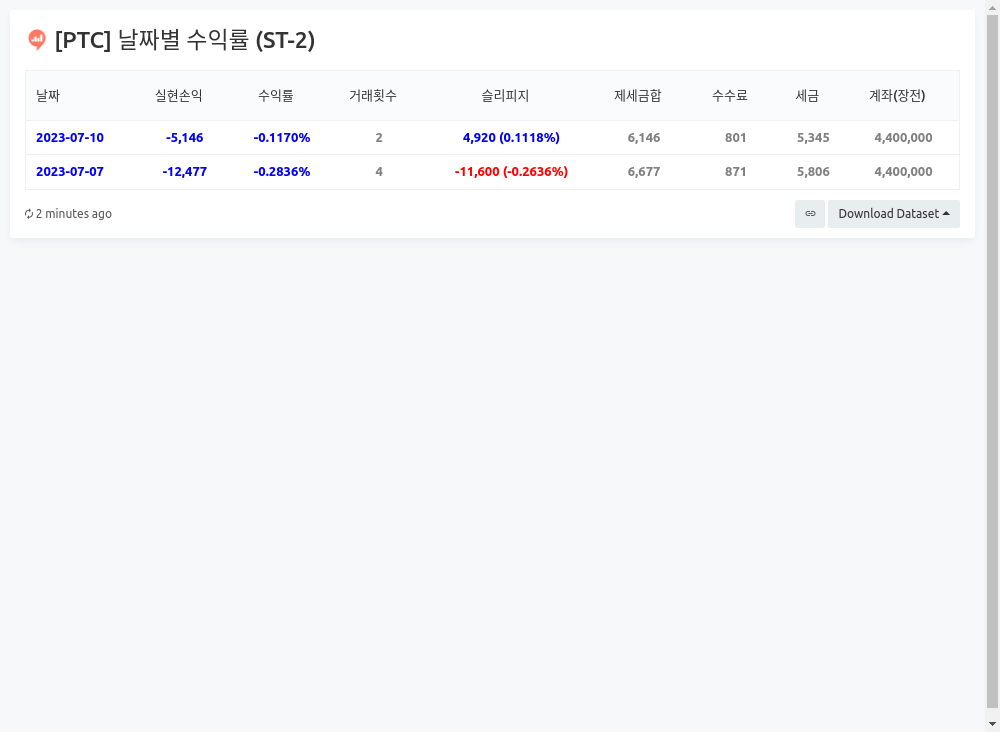 [PTC] 날짜별 수익률 (ST-2)
날짜 실현손익 수익률 거래횟수 슬리피지 제세금합 수수료 세금 계좌(장전)
2023-07-10 -5,146 -0.1170% 2 4,920 (0.1118%) 6,146 801 5,345 4,400,000
2023-07-07 -12,477 -0.2836% 4 -11,600 (-0.2636%) 6,677 871 5,806 4,400,000
2 minutes ago Download Dataset